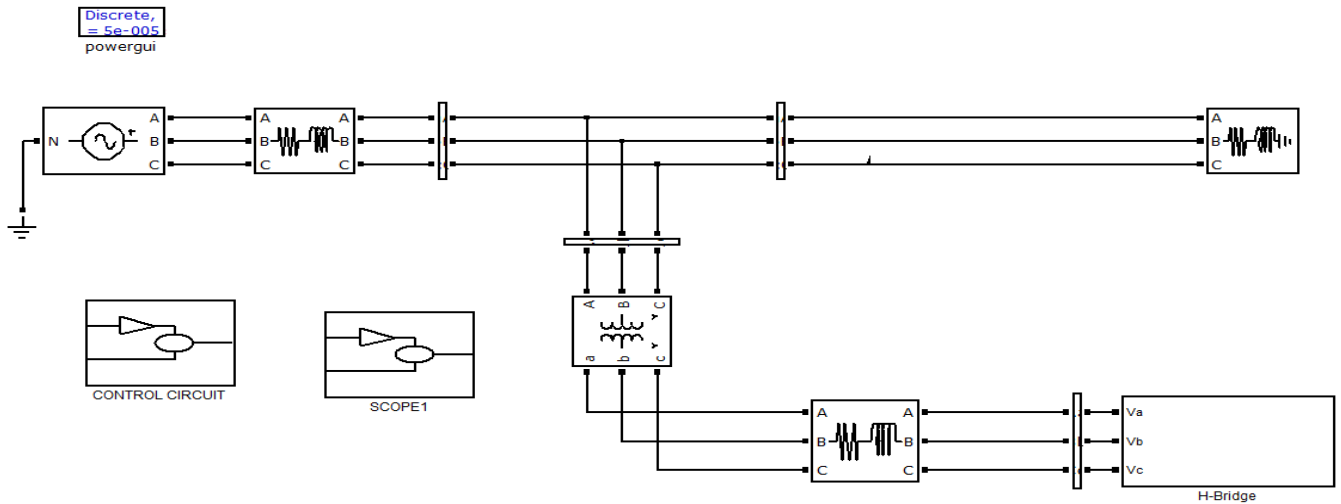 Discrete,
= 5e-005
powergui
A A A A
N B B B B
C C C C
A B C
Y
Y
a b c
CONTROL CIRCUIT
SCOPE1
A A Va
B B Vb
C C Vc
H-Bridge